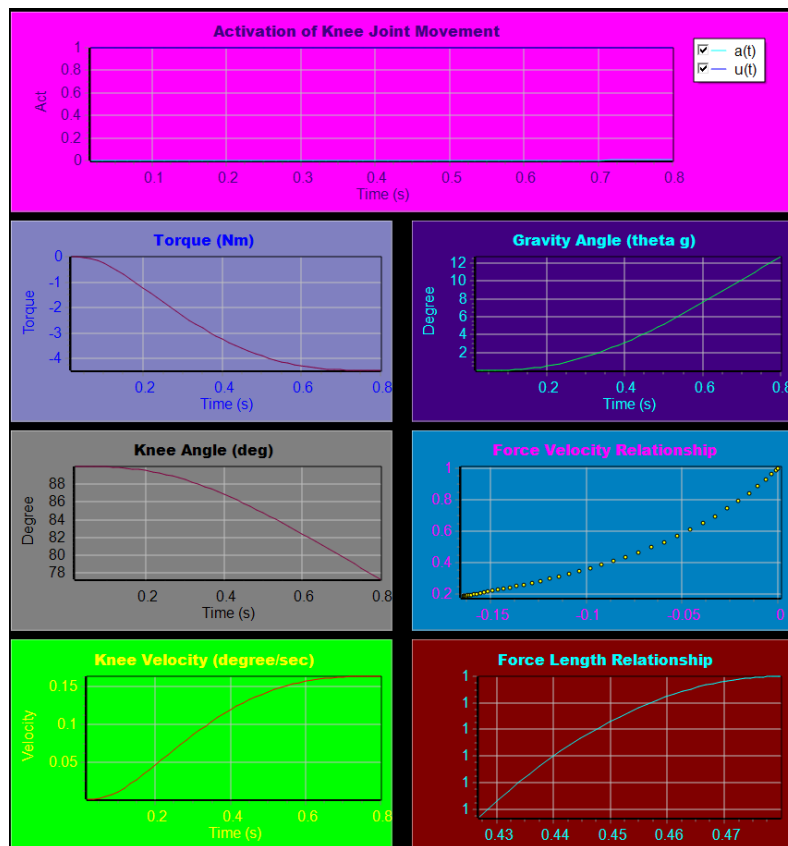 Activation of Knee Joint Movement
a(t)
u(t)
1
0.8
0.6
0.4
0.2
0
Act
0.1 0.2 0.3 0.4 0.5 0.6 0.7 0.8
Time (s)
Torque (Nm)
0
-1
-2
-3
-4
Torque
0.2 0.4 0.6 0.8
Time (s)
Gravity Angle (theta g)
12
10
8
6
4
2
Degree
0.2 0.4 0.6 0.8
Time (s)
Knee Angle (deg)
88
86
84
82
80
78
Degree
0.2 0.4 0.6 0.8
Time (s)
Force Velocity Relationship
1
0.8
0.6
0.4
0.2
-0.15 -0.1 -0.05 0
Knee Velocity (degree/sec)
0.15
0.1
0.05
Velocity
0.2 0.4 0.6 0.8
Time (s)
Force Length Relationship
1
1
1
1
1
1
0.43 0.44 0.45 0.46 0.47